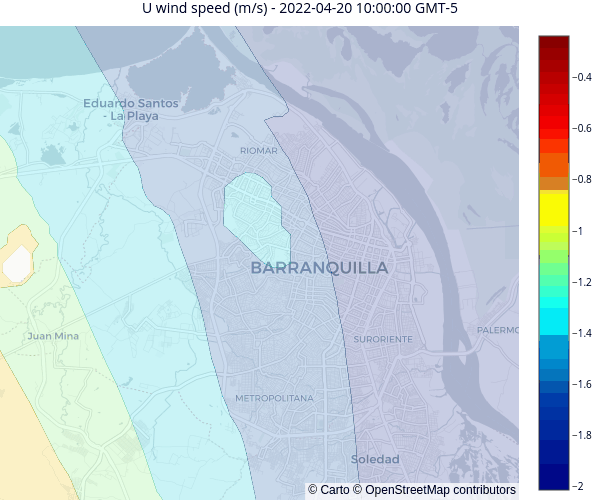 U wind speed (m/s) - 2022-04-20 10:00:00 GMT-5
−0.4
Eduardo Santos
- La Playa
−0.6
RIOMAR
−0.8
−1
BARRANQUILLA
−1.2
Juan Mina
SURORIENTE
PALERMO
−1.4
−1.6
METROPOLITANA
−1.8
Soledad
−2
© Carto © OpenStreetMap contributors